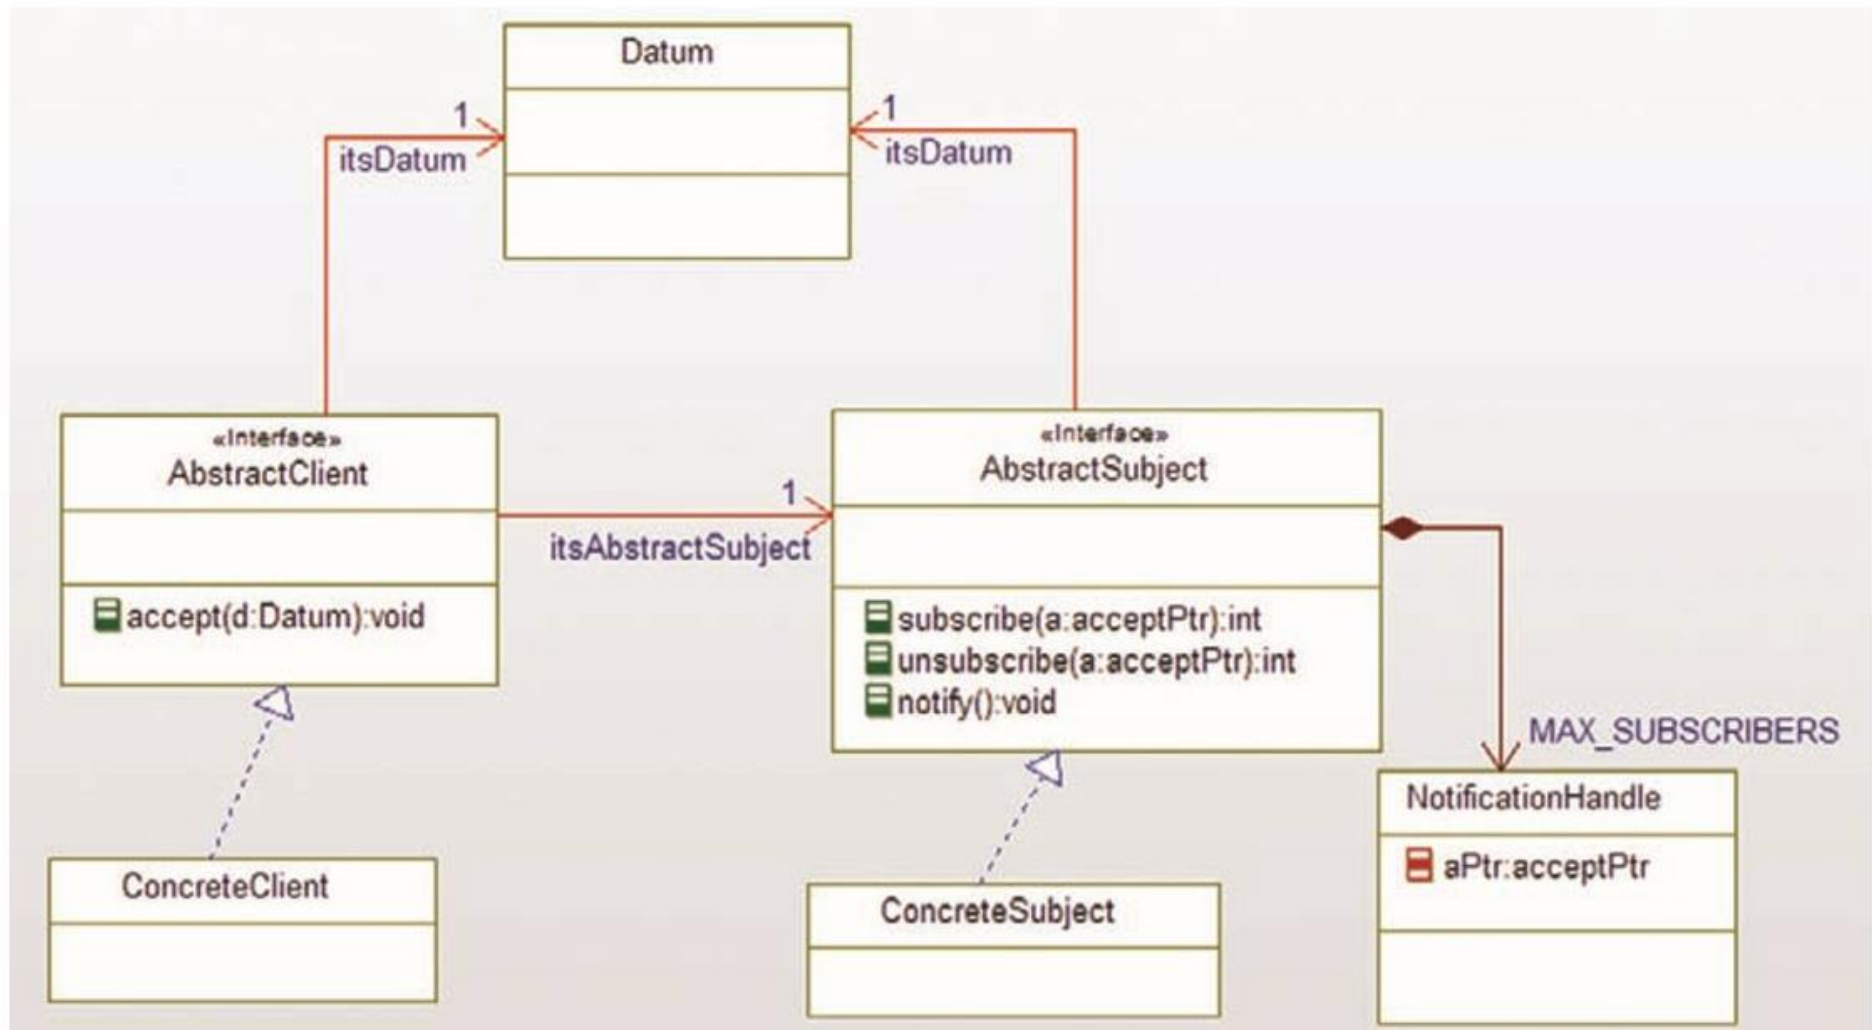 Datum
1
itsDatum
1
itsDatum
«Interface»
AbstractClient
accept(d:Datum):void
1
itsAbstractSubject
«Interface»
AbstractSubject
subscribe(a:acceptPtr):int
unsubscribe(a:acceptPtr):int
notify():void
MAX_SUBSCRIBERS
NotificationHandle
aPtr:acceptPtr
ConcreteClient
ConcreteSubject